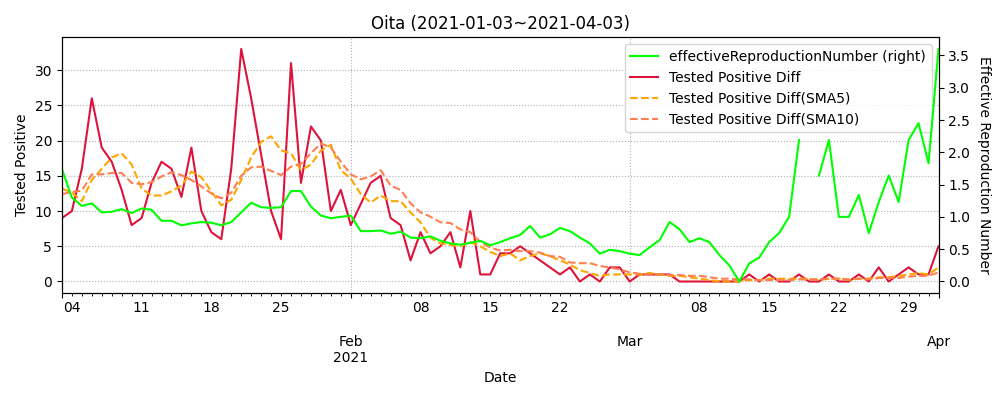 Oita (2021-01-03~2021-04-03)
effectiveReproductionNumber (right)
Tested Positive Diff
Tested Positive Diff(SMA5)
Tested Positive Diff(SMA10)
Tested Positive
30
25
20
15
10
5
0
3.5
3.0
2.5
2.0
1.5
1.0
0.5
0.0
Effective Reproduction Number
04 11 18 25 08 15 22 08 15 22 29
Feb Mar Apr
2021
Date